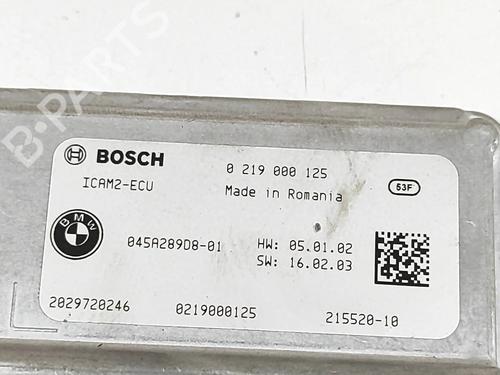 B-PARTS
BOSCH
0 219 000 125
ICAM2-ECU
Made in Romania
53F
BMW
045A289D8-01
HW: 05.01.02
SW: 16.02.03
2029720246
0219000125
215520-10